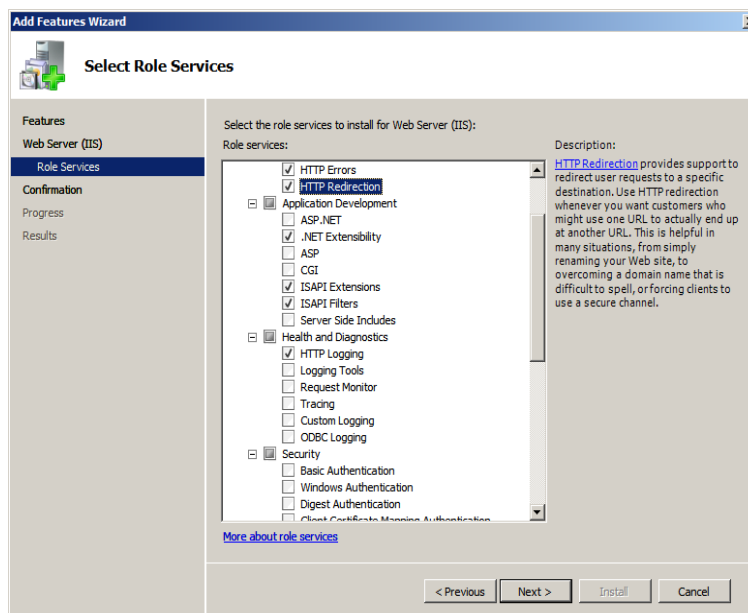 Add Features Wizard
Select Role Services
Features
Web Server (IIS)
Role Services
Confirmation
Progress
Results
Select the role services to install for Web Server (IIS):
Role services:
HTTP Errors
HTTP Redirection
Application Development
ASP.NET
.NET Extensibility
ASP
CGI
ISAPI Extensions
ISAPI Filters
Server Side Includes
Health and Diagnostics
HTTP Logging
Logging Tools
Request Monitor
Tracing
Custom Logging
ODBC Logging
Security
Basic Authentication
Windows Authentication
Digest Authentication
Client Certificate Mapping Authentication
More about role services
Description:
HTTP Redirection provides support to
redirect user requests to a specific
destination. Use HTTP redirection
whenever you want customers who
might use one URL to actually end up
at another URL. This is helpful in
many situations, from simply
renaming your Web site, to
overcoming a domain name that is
difficult to spell, or forcing clients to
use a secure channel.
< Previous
Next >
Install
Cancel